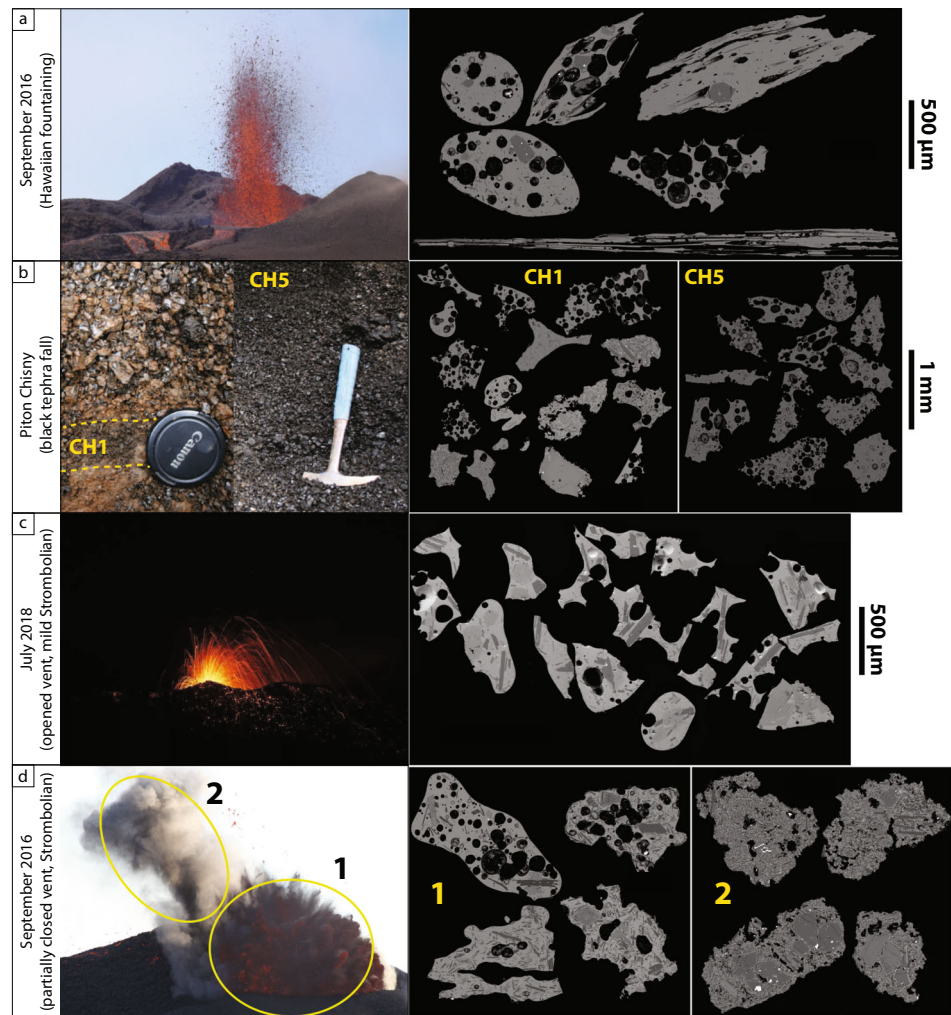 a
September 2016
(Hawaiian fountaining)
500 µm
b
Piton Chisny
(black tephra fall)
CH1
Canon
CH5
CH1
CH5
1 mm
c
July 2018
(opened vent, mild Strombolian)
500 µm
d
September 2016
(partially closed vent, Strombolian)
2
1
1
2